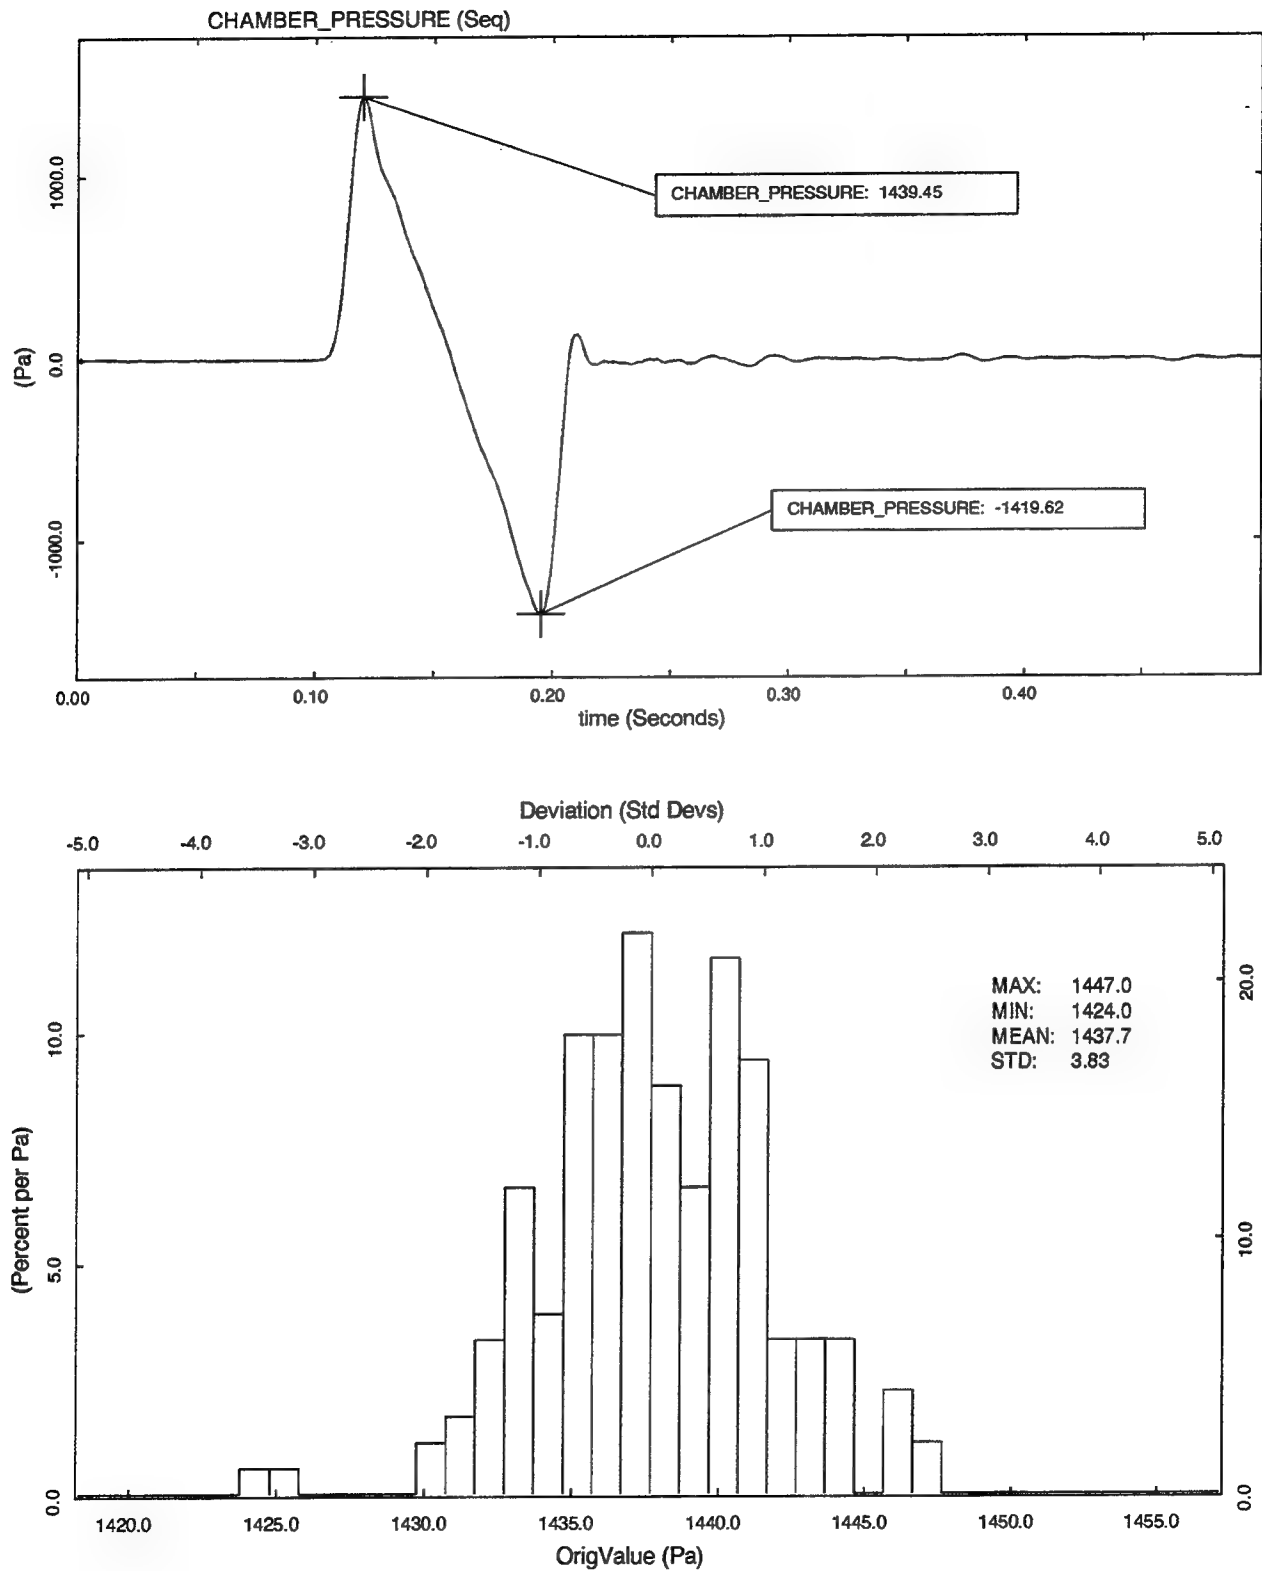 CHAMBER_PRESSURE (Seq)
1000.0
0.0
-1000.0
(Pa)
CHAMBER_PRESSURE: 1439.45
CHAMBER_PRESSURE: -1419.62
0.00 0.10 0.20 0.30 0.40
time (Seconds)
Deviation (Std Devs)
-5.0 -4.0 -3.0 -2.0 -1.0 0.0 1.0 2.0 3.0 4.0 5.0
MAX: 1447.0
MIN: 1424.0
MEAN: 1437.7
STD: 3.83
10.0
5.0
0.0
(Percent per Pa)
20.0
10.0
0.0
1420.0 1425.0 1430.0 1435.0 1440.0 1445.0 1450.0 1455.0
OrigValue (Pa)